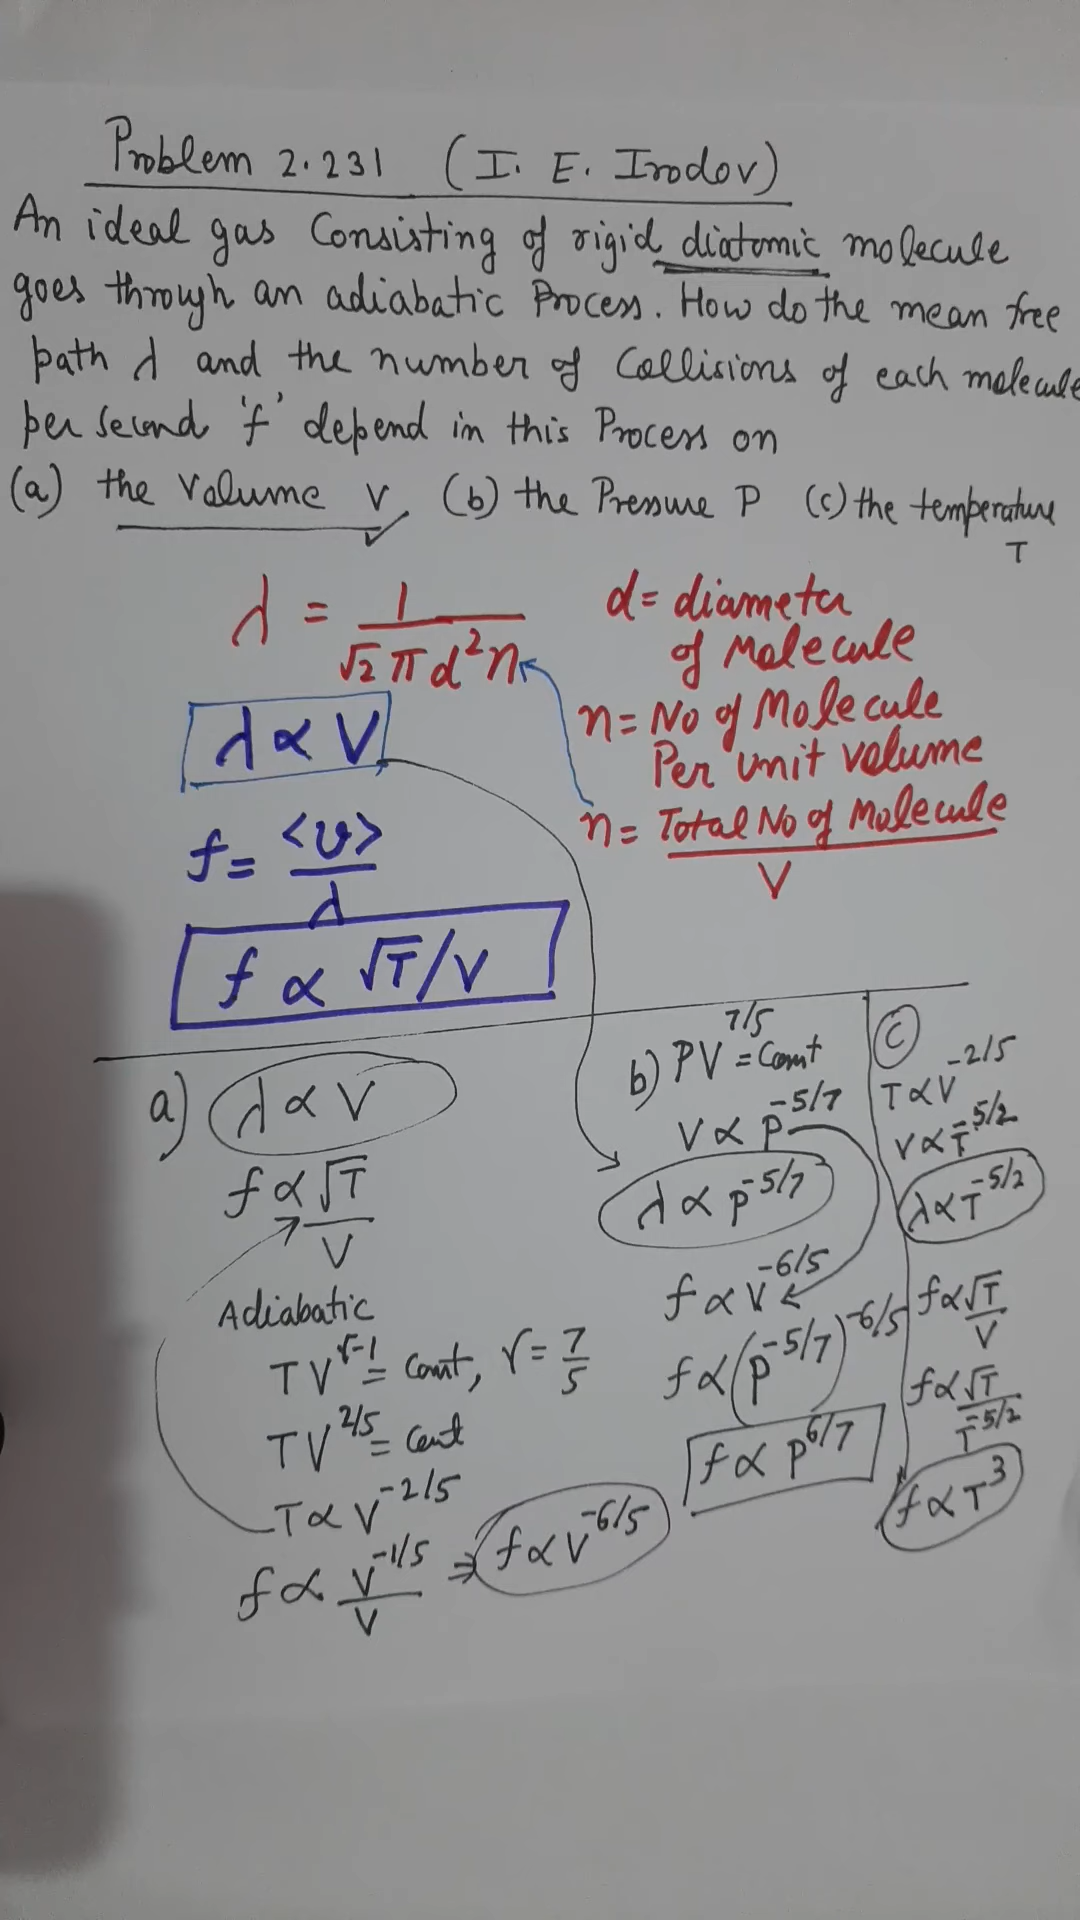 Problem 2.231 (I. E. Irodov)
An ideal gas Consisting of rigid diatomic molecule
goes through an adiabatic Process. How do the mean free
path λ and the number of Collisions of each molecule
per second 'f' depend in this Process on
(a) the Volume V (b) the Pressure P (c) the temperature
T
λ = 1/(√2 π d² n)
d = diameter
of Molecule
n = No of Molecule
Per unit volume
n = Total No of Molecule / V
λ ∝ V
f = <v>/λ
f ∝ √T/V
a) λ ∝ V
f ∝ √T/V
Adiabatic
TV^(γ-1) = Const, γ = 7/5
TV^(2/5) = Const
T ∝ V^(-2/5)
f ∝ V^(-1/5)/V ⇒ f ∝ V^(-6/5)
b) PV^(7/5) = Const
V ∝ P^(-5/7)
λ ∝ P^(-5/7)
f ∝ V^(-6/5)
f ∝ (P^(-5/7))^(-6/5)
f ∝ P^(6/7)
(c)
T ∝ V^(-2/5)
V ∝ T^(-5/2)
λ ∝ T^(-5/2)
f ∝ √T/V
f ∝ √T/T^(-5/2)
f ∝ T³